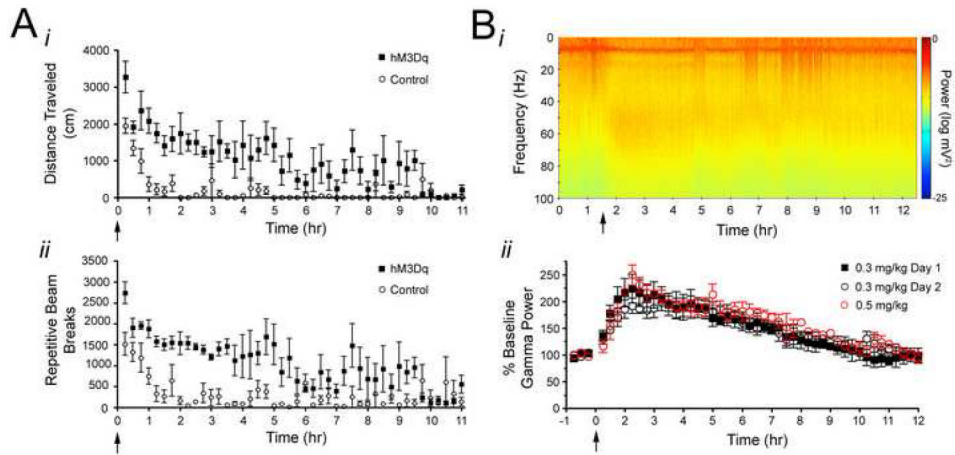 A
i
4000
3000
2000
1000
0
Distance Traveled
(cm)
hM3Dq
Control
0 1 2 3 4 5 6 7 8 9 10 11
Time (hr)
ii
3500
3000
2500
2000
1500
1000
500
0
Repetitive Beam
Breaks
hM3Dq
Control
0 1 2 3 4 5 6 7 8 9 10 11
Time (hr)
B
i
0
20
40
60
80
100
Frequency (Hz)
0 1 2 3 4 5 6 7 8 9 10 11 12
Time (hr)
0
-25
Power (log mV²)
ii
250
200
150
100
50
0
% Baseline
Gamma Power
0.3 mg/kg Day 1
0.3 mg/kg Day 2
0.5 mg/kg
-1 0 1 2 3 4 5 6 7 8 9 10 11 12
Time (hr)